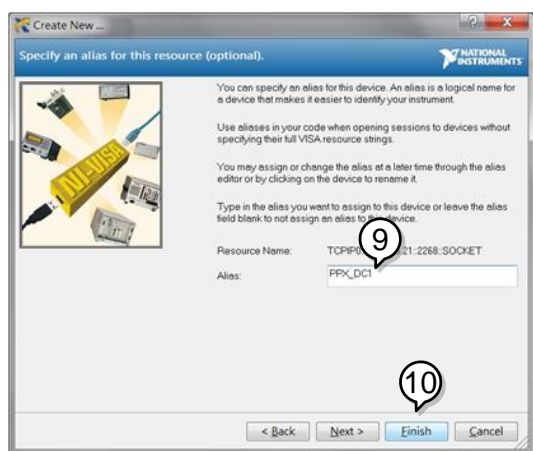 Create New ...
Specify an alias for this resource (optional).
NATIONAL
INSTRUMENTS
You can specify an alias for this device. An alias is a logical name for
a device that makes it easier to identify your instrument.
Use aliases in your code when opening sessions to devices without
specifying their full VISA resource strings.
You may assign or change the alias at a later time through the alias
editor or by clicking on the device to rename it.
Type in the alias you want to assign to this device or leave the alias
field blank to not assign an alias to this device.
NI-VISA
9
Resource Name: TCPIP0: 21::2268::SOCKET
Alias: PPX_DC1
10
< Back Next > Finish Cancel